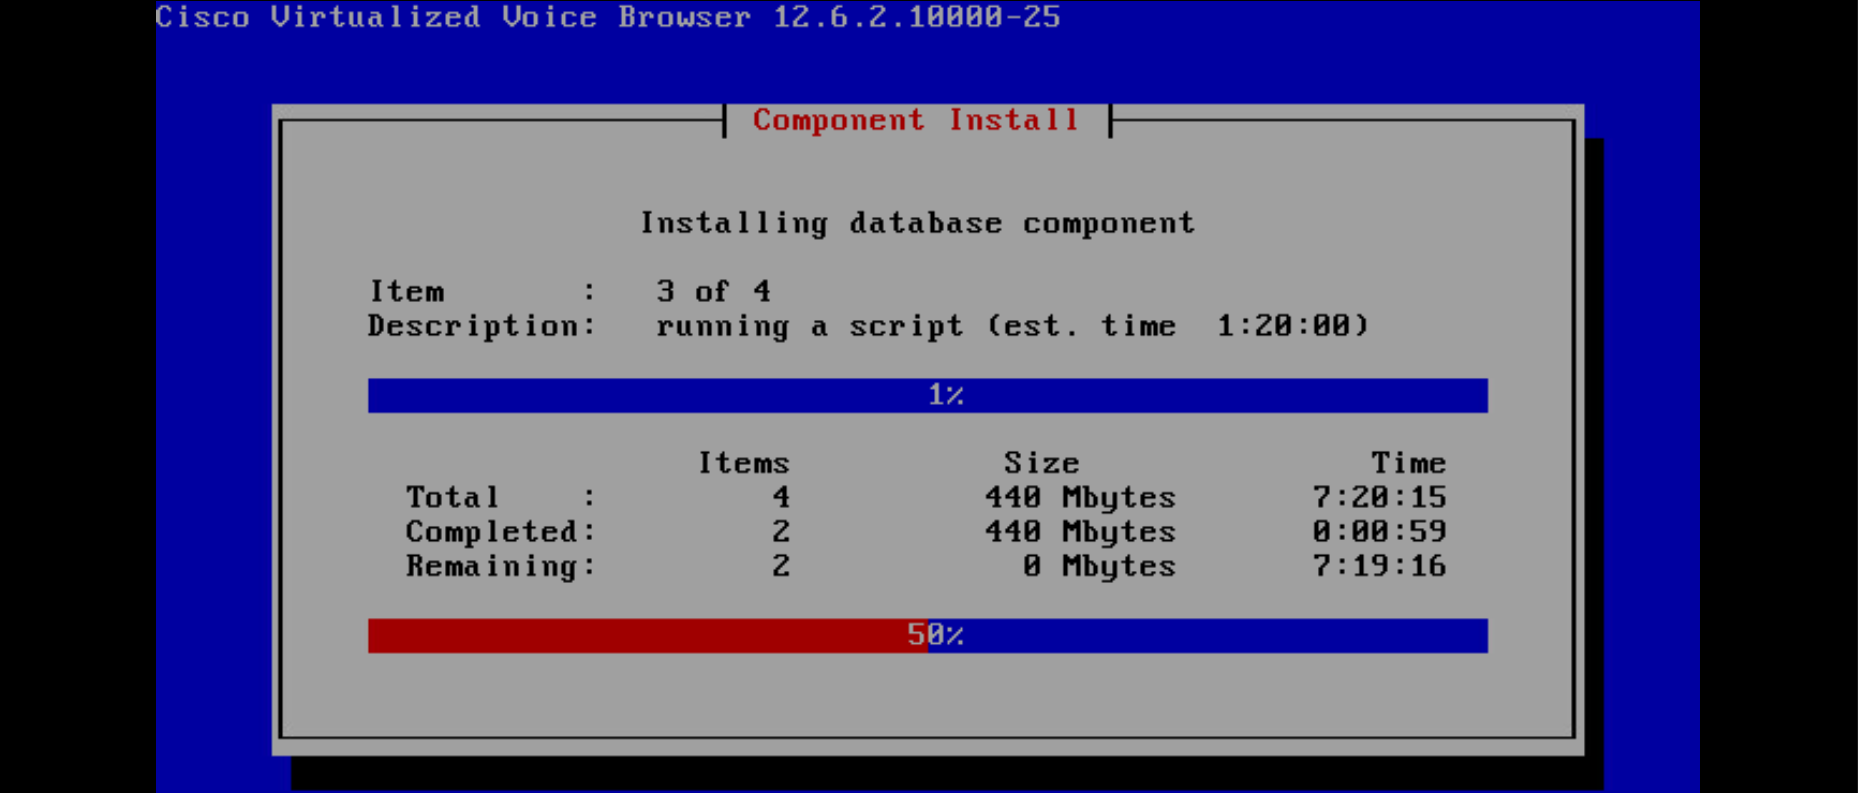 Cisco Virtualized Voice Browser 12.6.2.10000-25
Component Install
Installing database component
Item : 3 of 4
Description: running a script (est. time 1:20:00)
1%
Items Size Time
Total : 4 440 Mbytes 7:20:15
Completed: 2 440 Mbytes 0:00:59
Remaining: 2 0 Mbytes 7:19:16
50%